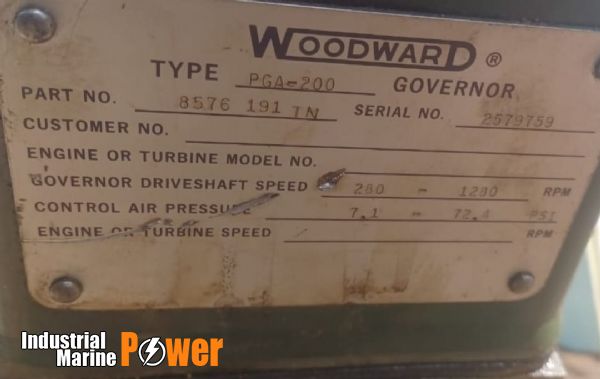 WOODWARD ®
TYPE PGA-200 GOVERNOR
PART NO. 8576 191 TN SERIAL NO. 2579759
CUSTOMER NO.
ENGINE OR TURBINE MODEL NO.
GOVERNOR DRIVESHAFT SPEED 280 - 1280 RPM
CONTROL AIR PRESSURE 7.1 - 72.4 PSI
ENGINE OR TURBINE SPEED RPM
Industrial
Marine Power